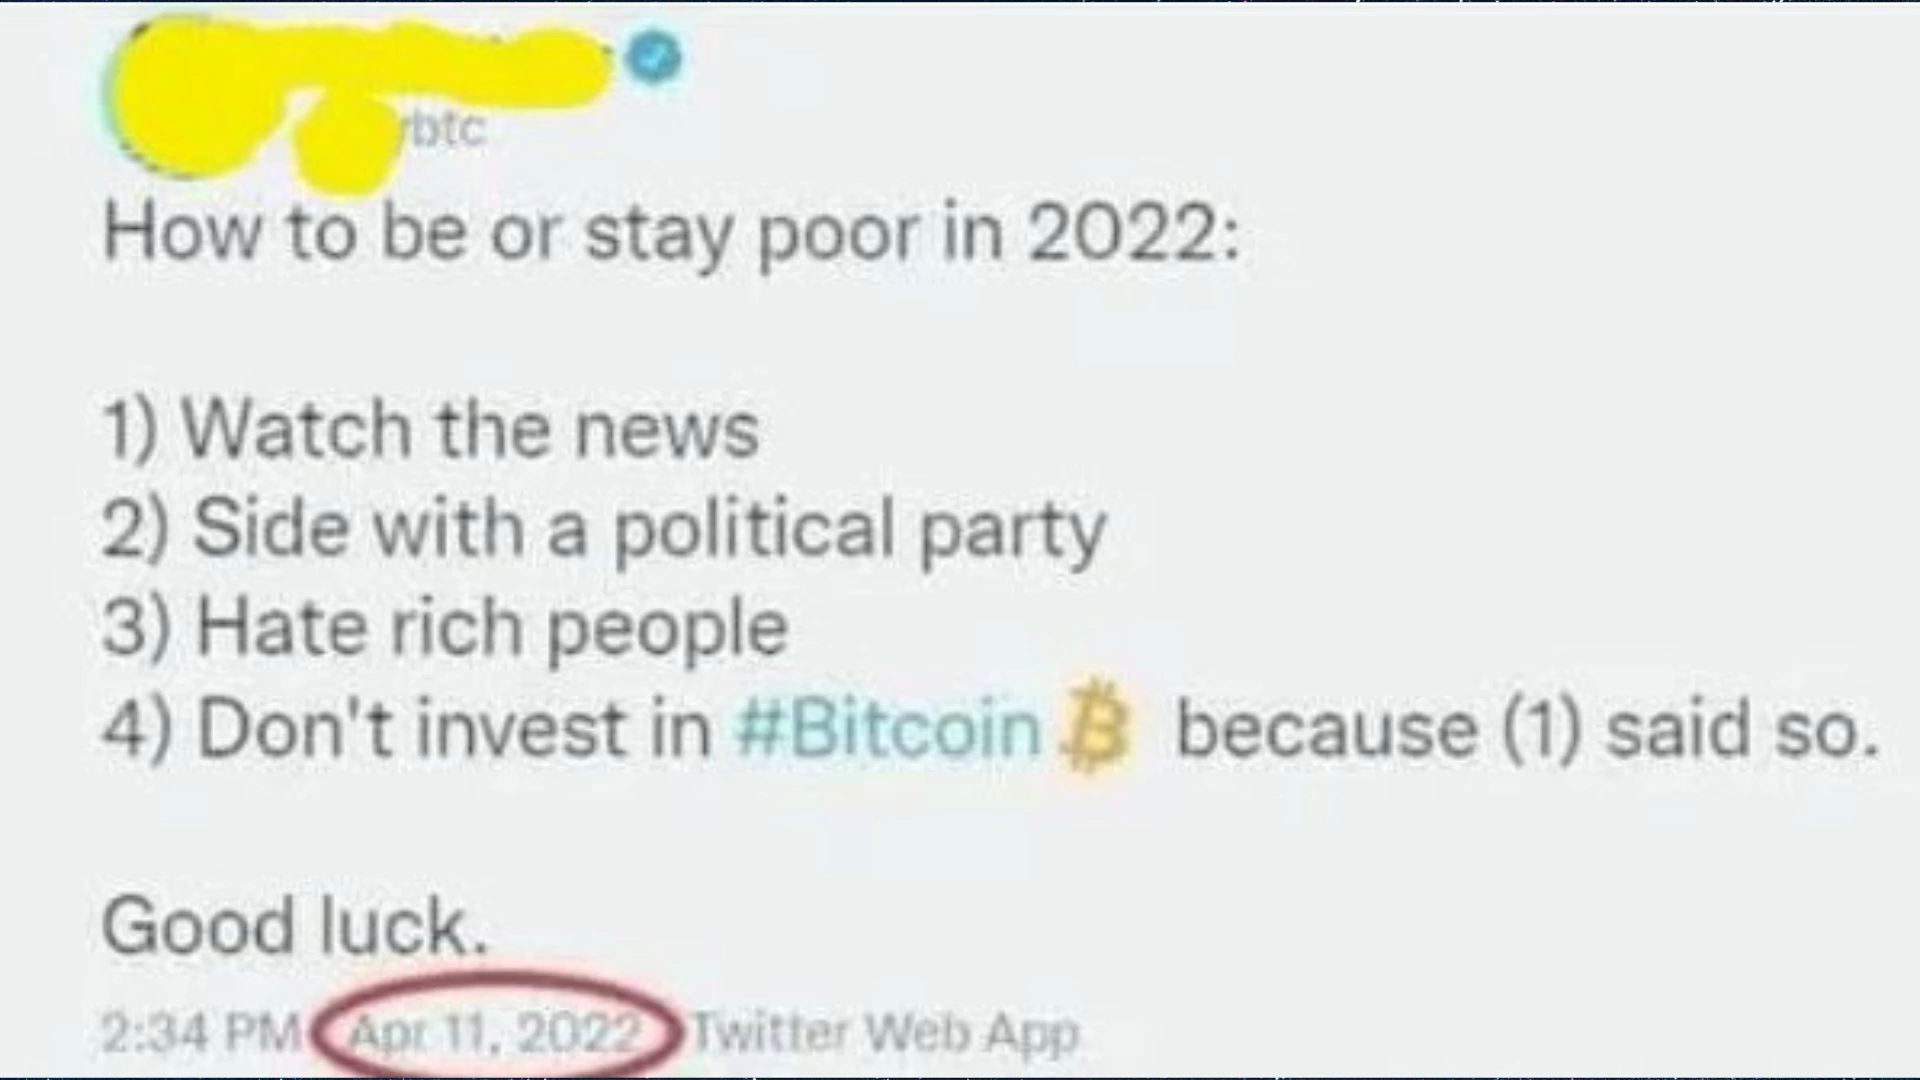 rbtc
How to be or stay poor in 2022:
1) Watch the news
2) Side with a political party
3) Hate rich people
4) Don't invest in #Bitcoin₿ because (1) said so.
Good luck.
2:34 PM Apr 11, 2022 Twitter Web App